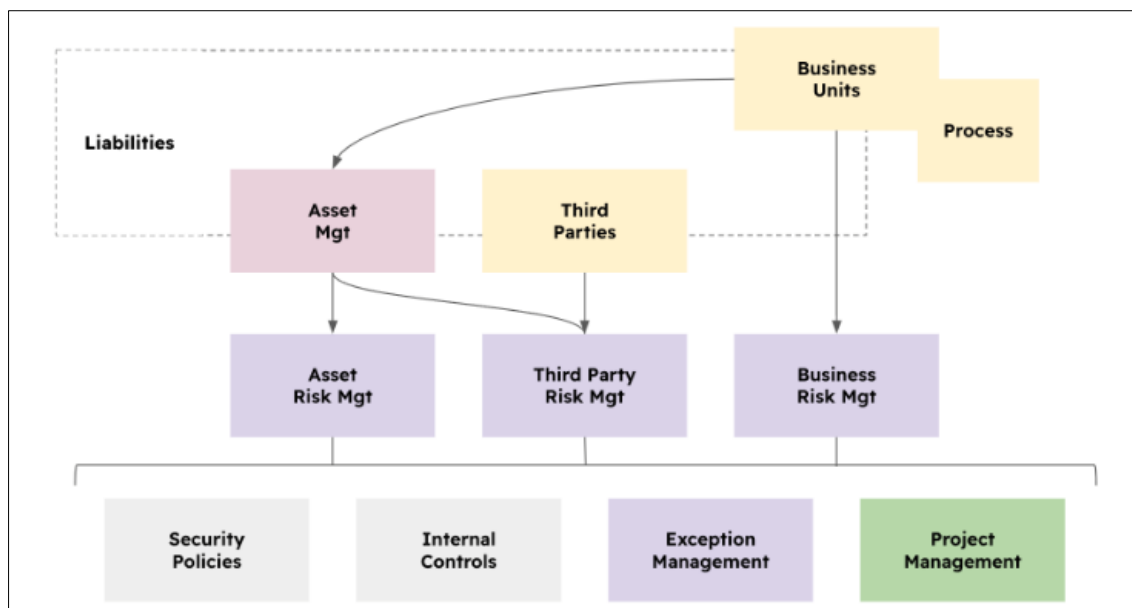 Business
Units
Process
Liabilities
Asset
Mgt
Third
Parties
Asset
Risk Mgt
Third Party
Risk Mgt
Business
Risk Mgt
Security
Policies
Internal
Controls
Exception
Management
Project
Management